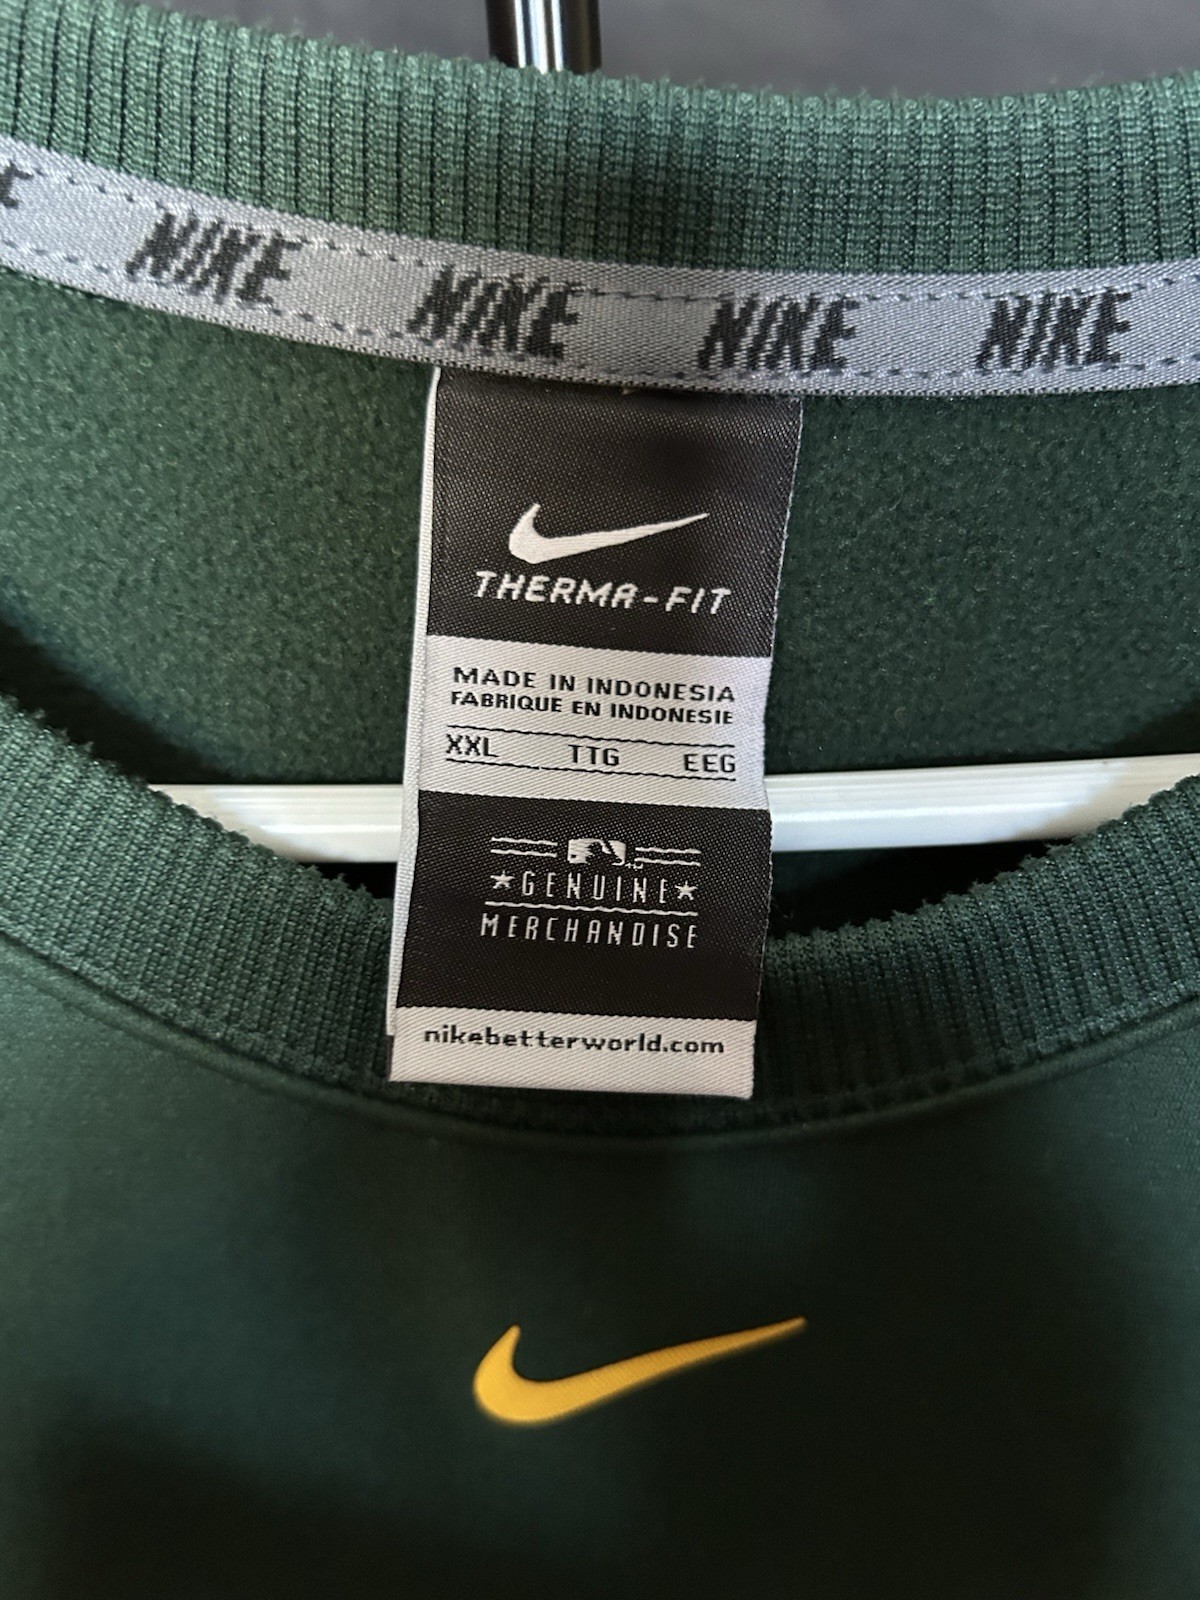 NIKE NIKE NIKE NIKE
THERMA-FIT
MADE IN INDONESIA
FABRIQUE EN INDONESIE
XXL TTG EEG
★GENUINE★
MERCHANDISE
nikebetterworld.com